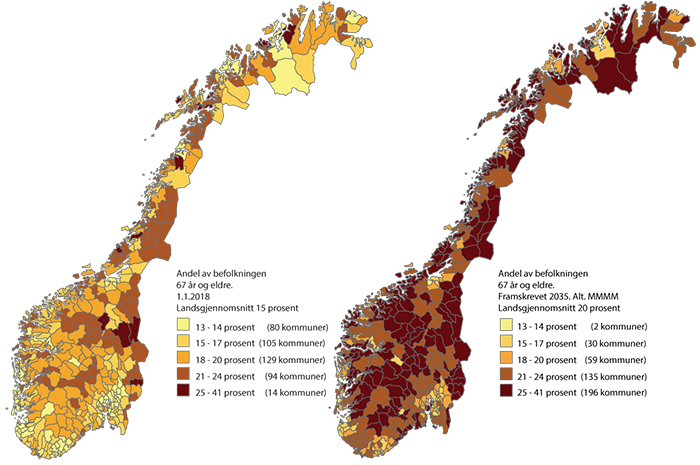 Andel av befolkningen
67 år og eldre.
1.1.2018
Landsgjennomsnitt 15 prosent
13 - 14 prosent (80 kommuner)
15 - 17 prosent (105 kommuner)
18 - 20 prosent (129 kommuner)
21 - 24 prosent (94 kommuner)
25 - 41 prosent (14 kommuner)
Andel av befolkningen
67 år og eldre.
Framskrevet 2035. Alt. MMMM
Landsgjennomsnitt 20 prosent
13 - 14 prosent (2 kommuner)
15 - 17 prosent (30 kommuner)
18 - 20 prosent (59 kommuner)
21 - 24 prosent (135 kommuner)
25 - 41 prosent (196 kommuner)